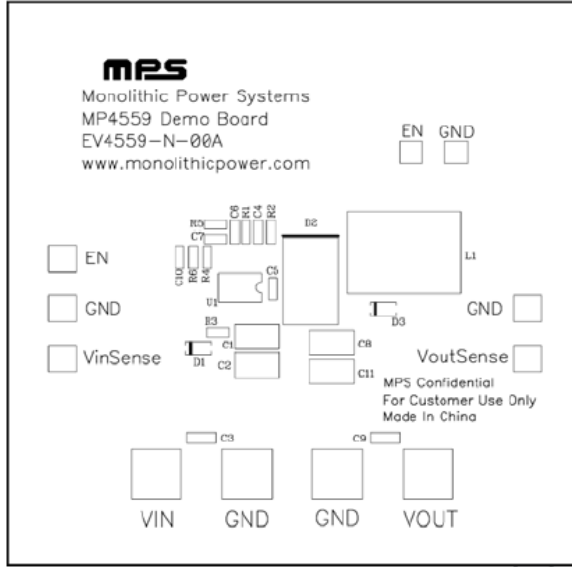 mps
Monolithic Power Systems
MP4559 Demo Board
EV4559-N-00A
www.monolithicpower.com
EN GND
R5 C6 R1 C4 R2 D2
C7
L1
C10 R6 R4 C5
U1
EN
GND
VinSense
R3 C1
D1 C2
D3
C8
C11
GND
VoutSense
MPS Confidential
For Customer Use Only
Made In China
C3 C9
VIN GND GND VOUT